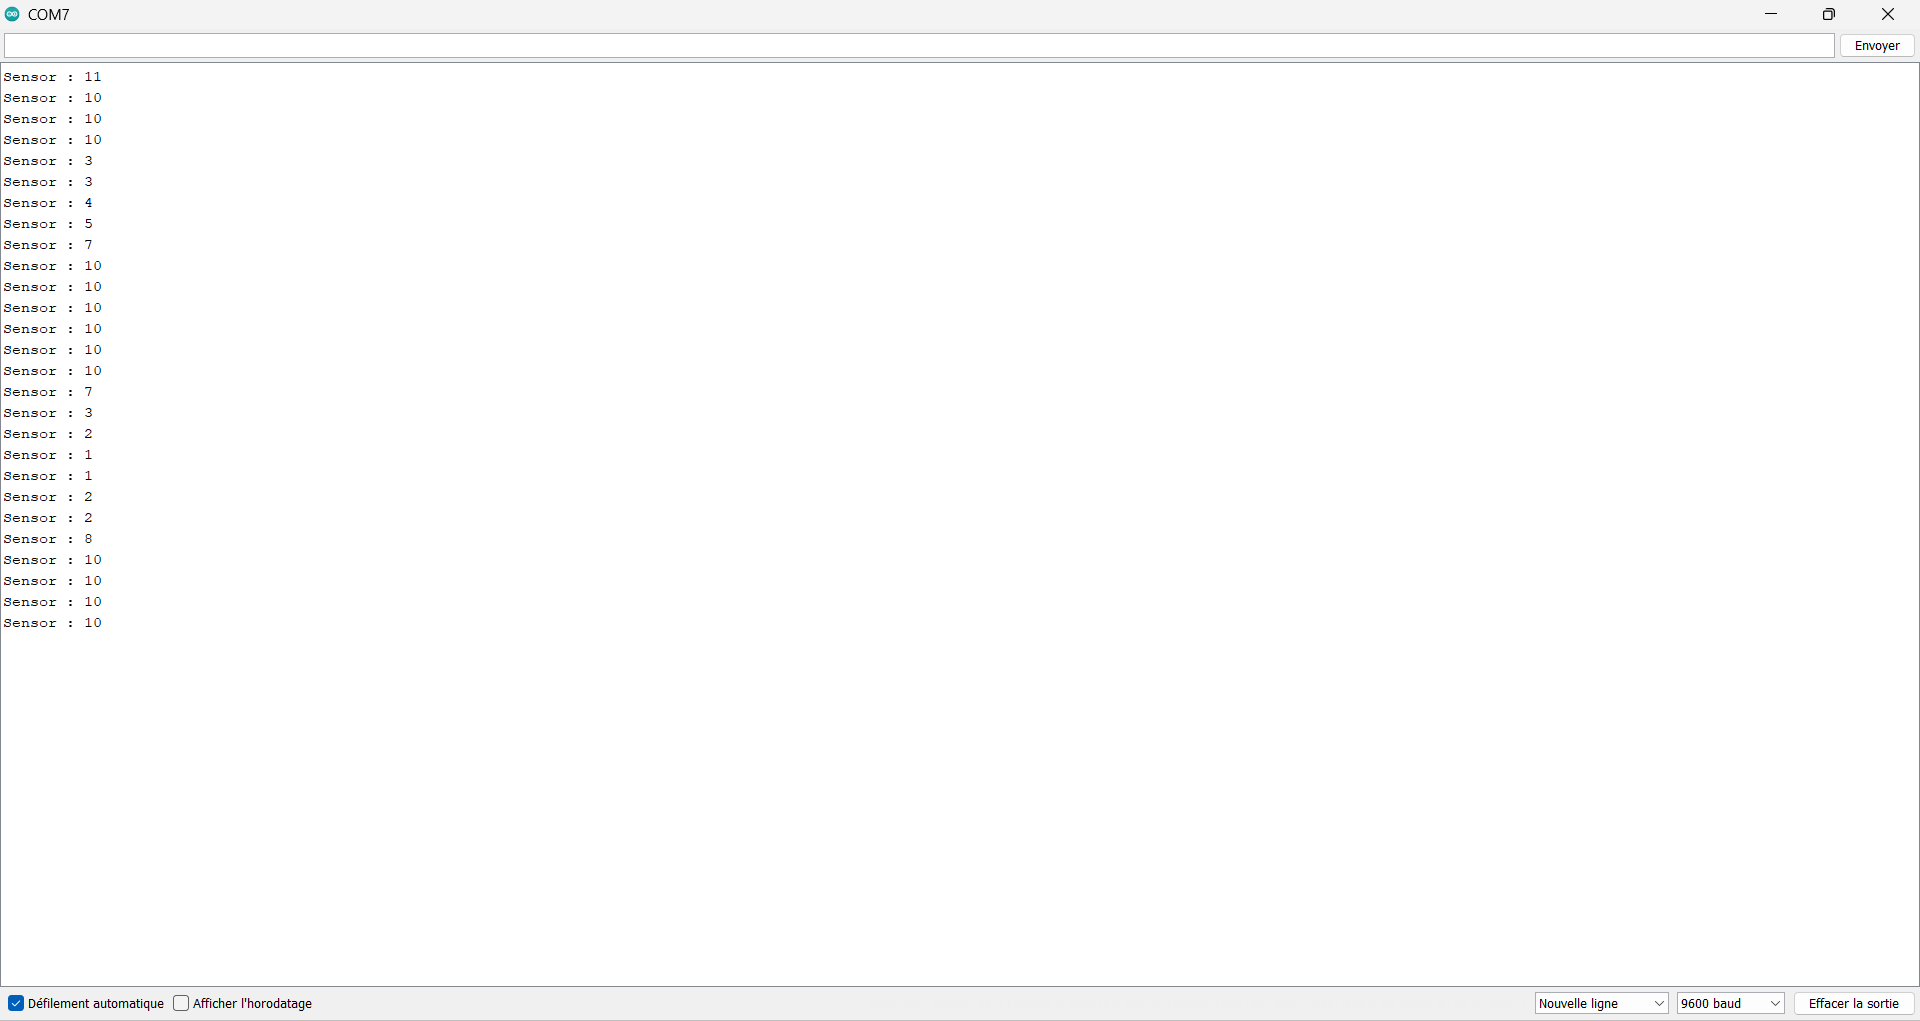 COM7
Envoyer
Sensor : 11
Sensor : 10
Sensor : 10
Sensor : 10
Sensor : 3
Sensor : 3
Sensor : 4
Sensor : 5
Sensor : 7
Sensor : 10
Sensor : 10
Sensor : 10
Sensor : 10
Sensor : 10
Sensor : 10
Sensor : 7
Sensor : 3
Sensor : 2
Sensor : 1
Sensor : 1
Sensor : 2
Sensor : 2
Sensor : 8
Sensor : 10
Sensor : 10
Sensor : 10
Sensor : 10
Défilement automatique Afficher l'horodatage Nouvelle ligne 9600 baud Effacer la sortie